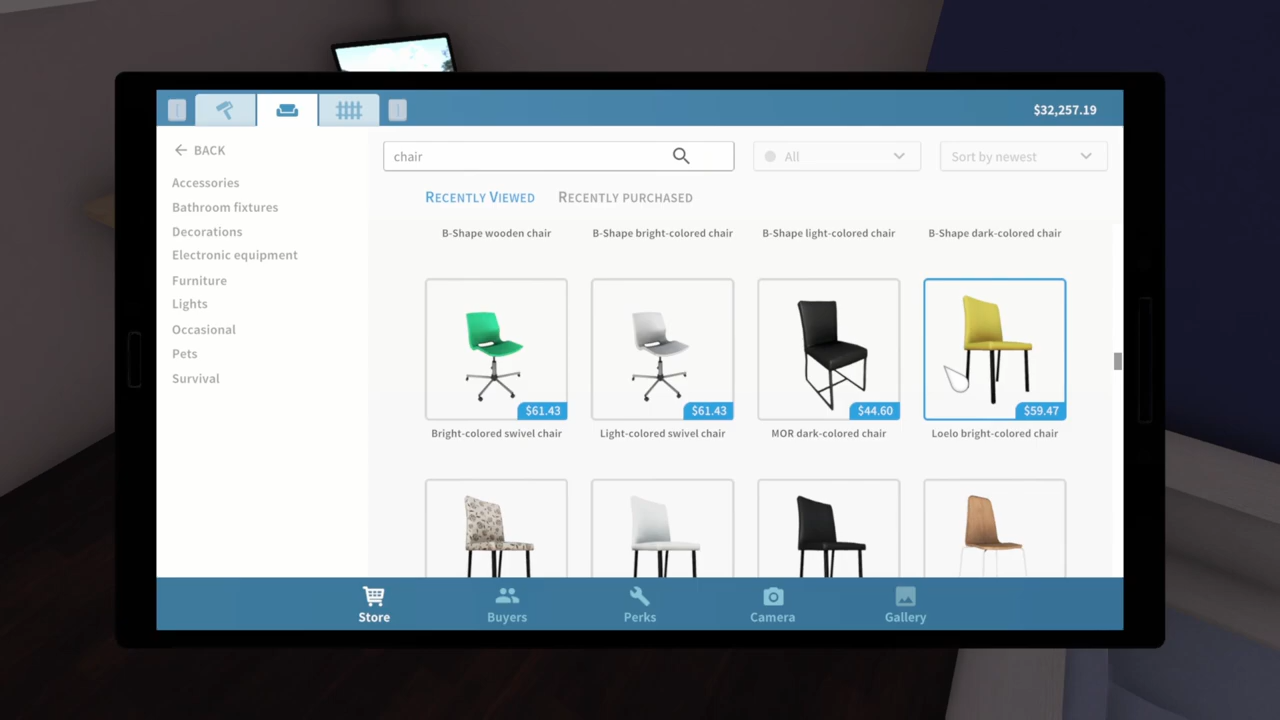 $32,257.19
BACK
chair
All
Sort by newest
Accessories
Bathroom fixtures
Decorations
Electronic equipment
Furniture
Lights
Occasional
Pets
Survival
RECENTLY VIEWED
RECENTLY PURCHASED
B-Shape wooden chair
B-Shape bright-colored chair
B-Shape light-colored chair
B-Shape dark-colored chair
$61.43
$61.43
$44.60
$59.47
Bright-colored swivel chair
Light-colored swivel chair
MOR dark-colored chair
Loelo bright-colored chair
Store
Buyers
Perks
Camera
Gallery